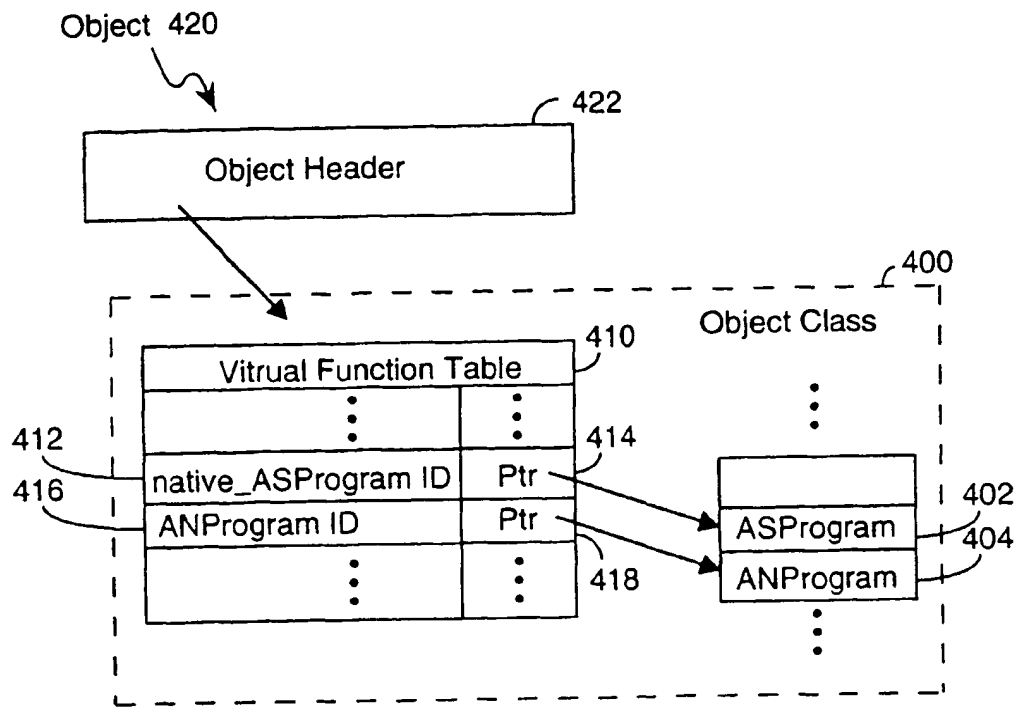 Object 420
422
Object Header
400
Object Class
410
Vitrual Function Table
412
414
native_ASProgram ID Ptr
416
ANProgram ID Ptr
ASProgram
402
404
ANProgram
418